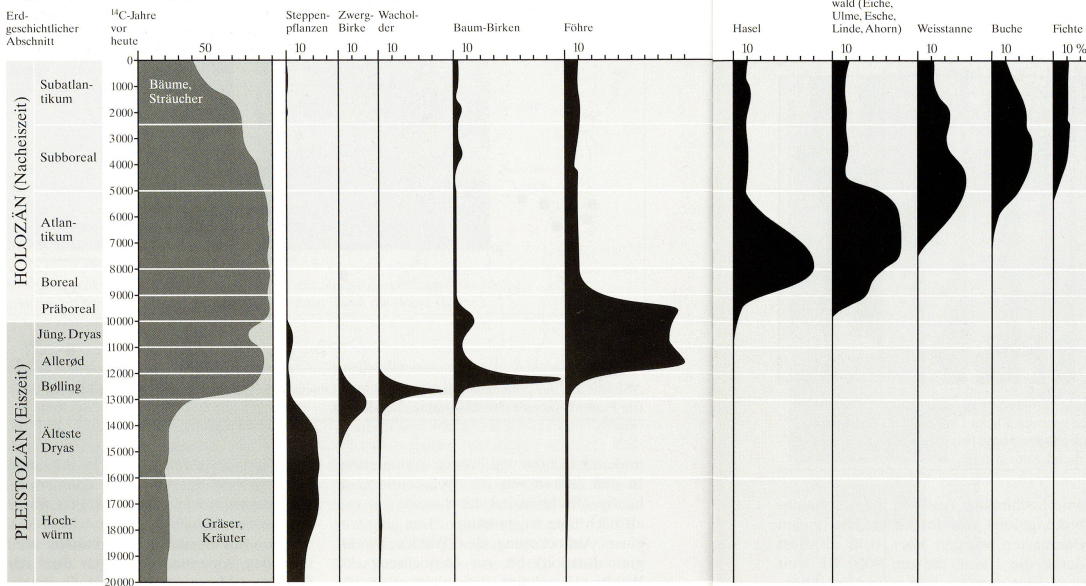 Erd-
geschichtlicher
Abschnitt
14C-Jahre
vor
heute
50
Steppen-
pflanzen
10
Zwerg-
Birke
10
Wachol-
der
10
Baum-Birken
10
Föhre
10
Hasel
10
wald (Eiche,
Ulme, Esche,
Linde, Ahorn)
10
Weisstanne
10
Buche
10
Fichte
10 %
HOLOZÄN (Nacheiszeit)
Subatlan-
tikum
Subboreal
Atlan-
tikum
Boreal
Präboreal
PLEISTOZÄN (Eiszeit)
Jüng. Dryas
Allerød
Bølling
Älteste
Dryas
Hoch-
würm
0
1000
2000
3000
4000
5000
6000
7000
8000
9000
10000
11000
12000
13000
14000
15000
16000
17000
18000
19000
20000
Bäume,
Sträucher
Gräser,
Kräuter